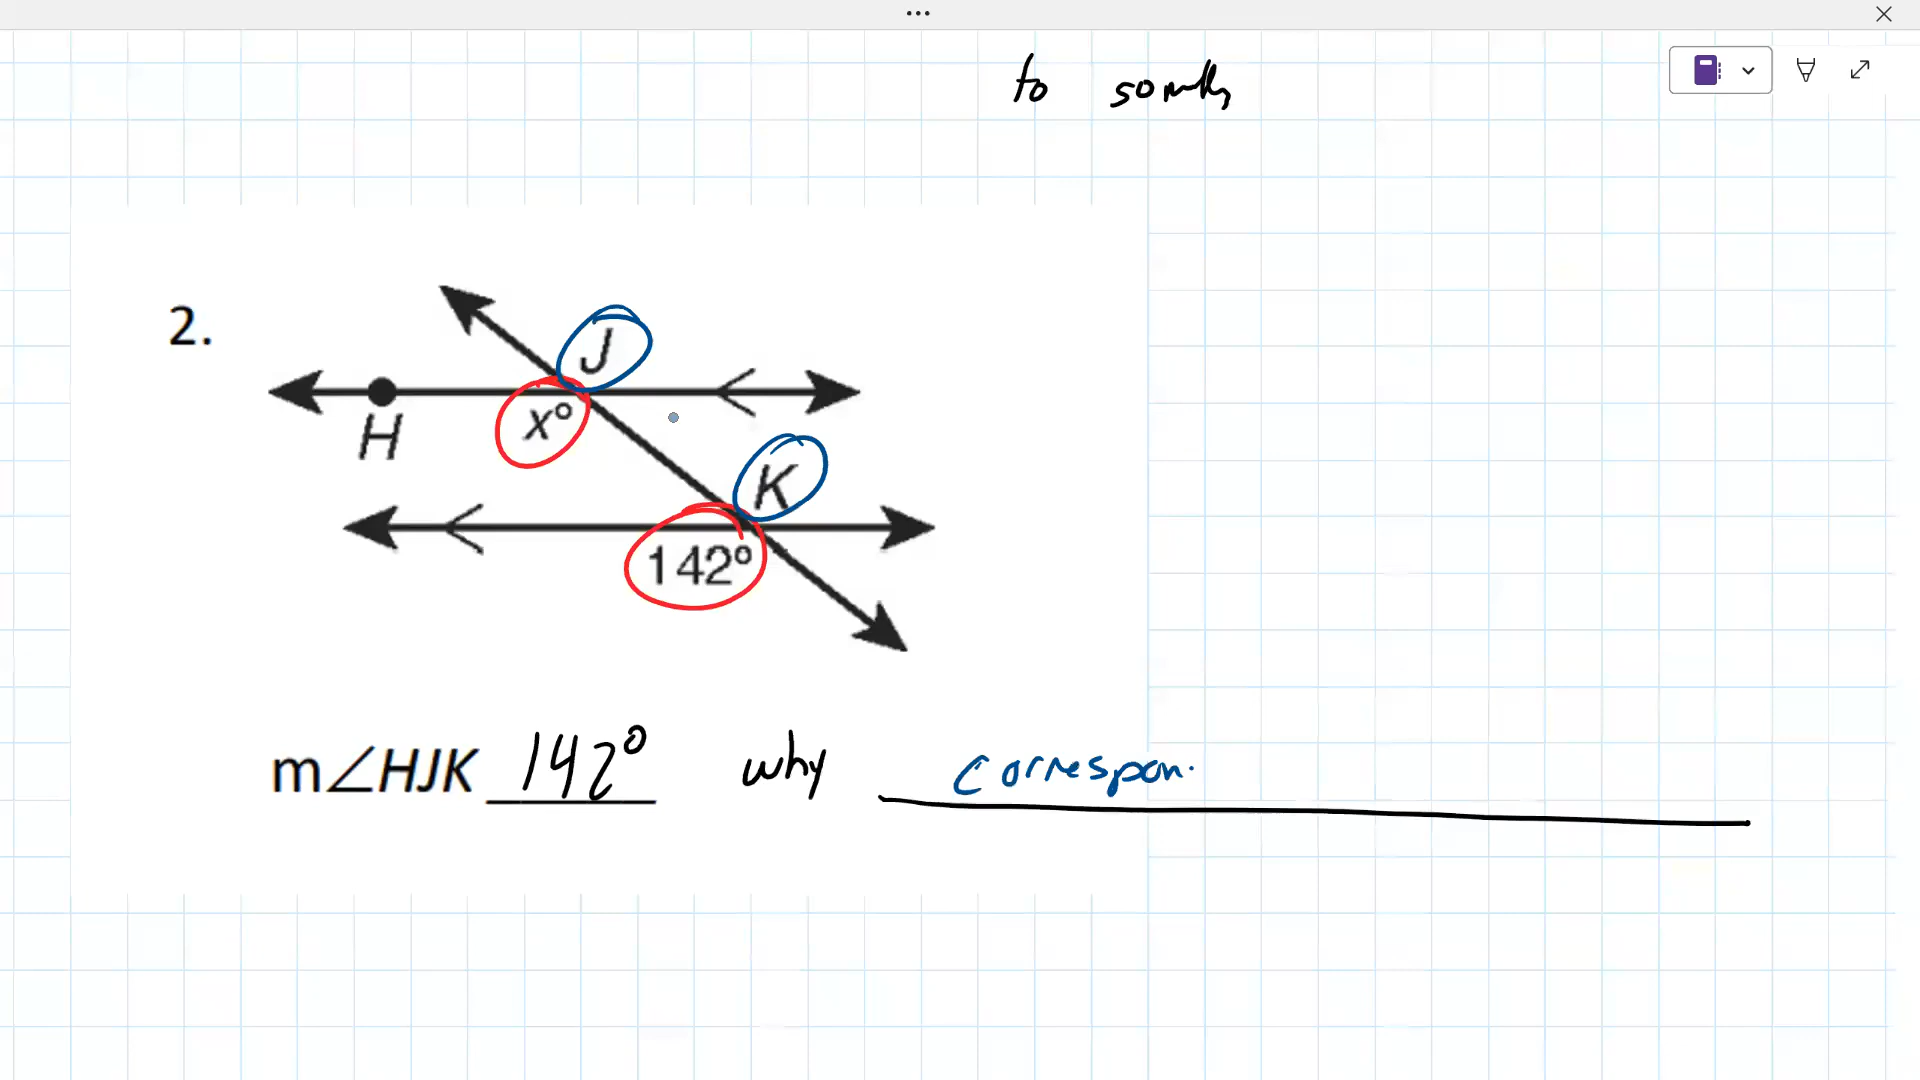 to
2.
J
H
x°
K
142°
m∠HJK 142° why correspon.